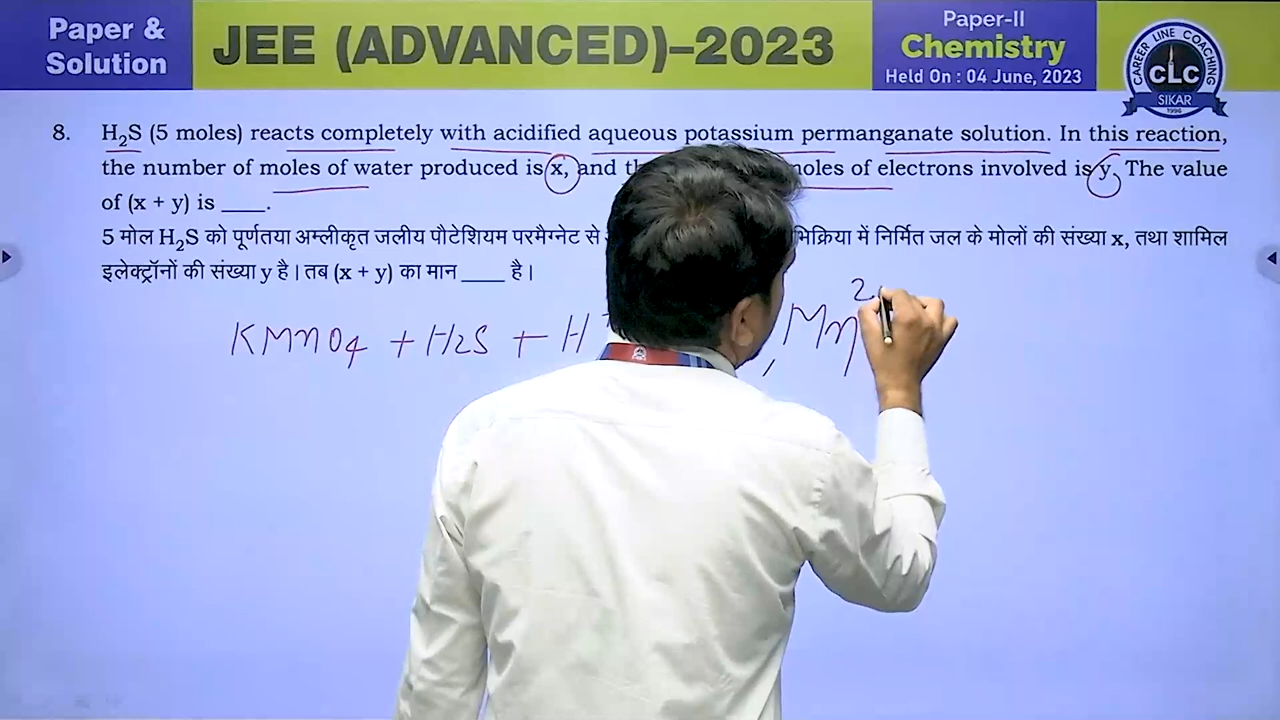 Paper &
Solution
JEE (ADVANCED)–2023
Paper-II
Chemistry
Held On : 04 June, 2023
CAREER LINE COACHING
CLC
SIKAR
1996
8. H₂S (5 moles) reacts completely with acidified aqueous potassium permanganate solution. In this reaction,
the number of moles of water produced is x, and moles of electrons involved is y. The value
of (x + y) is ____.
5 मोल H₂S को पूर्णतया अम्लीकृत जलीय पौटेशियम परमैग्नेट से में निर्मित जल के मोलों की संख्या x, तथा शामिल
इलेक्ट्रॉनों की संख्या y है। तब (x + y) का मान ____ है।
KMnO₄ + H₂S + H Mn²